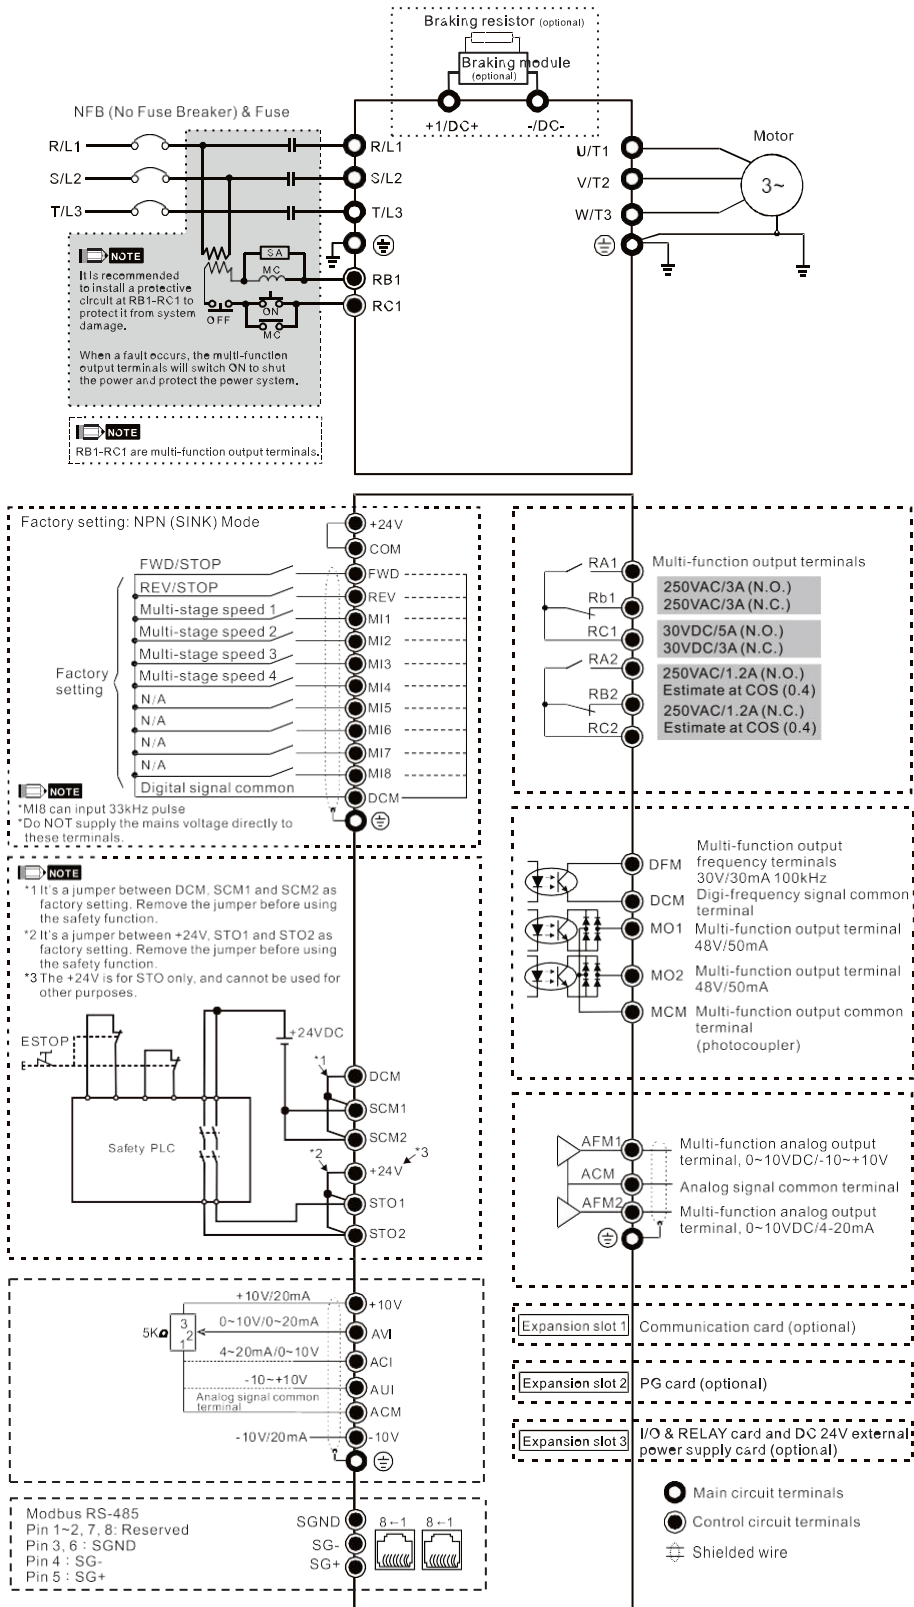 Braking resistor (optional)
Braking module
(optional)
+1/DC+
-/DC-
NFB (No Fuse Breaker) & Fuse
R/L1
S/L2
T/L3
R/L1
S/L2
T/L3
RB1
RC1
SA
MC
ON
OFF
MC
NOTE
It Is recommended
to install a protective
circuit at RB1-RC1 to
protect it from system
damage.
When a fault occurs, the multi-function
output terminals will switch ON to shut
the power and protect the power system.
NOTE
RB1-RC1 are multi-function output terminals.
U/T1
V/T2
W/T3
Motor
3~
Factory setting: NPN (SINK) Mode
+24V
COM
FWD/STOP
FWD
REV/STOP
REV
Multi-stage speed 1
MI1
Multi-stage speed 2
MI2
Multi-stage speed 3
MI3
Multi-stage speed 4
MI4
N/A
MI5
N/A
MI6
N/A
MI7
N/A
MI8
Digital signal common
DCM
Factory
setting
NOTE
*MI8 can input 33kHz pulse
*Do NOT supply the mains voltage directly to
these terminals.
RA1
Rb1
RC1
RA2
RB2
RC2
Multi-function output terminals
250VAC/3A (N.O.)
250VAC/3A (N.C.)
30VDC/5A (N.O.)
30VDC/3A (N.C.)
250VAC/1.2A (N.O.)
Estimate at COS (0.4)
250VAC/1.2A (N.C.)
Estimate at COS (0.4)
NOTE
*1 It's a jumper between DCM, SCM1 and SCM2 as
factory setting. Remove the jumper before using
the safety function.
*2 It's a jumper between +24V, STO1 and STO2 as
factory setting. Remove the jumper before using
the safety function.
*3 The +24V is for STO only, and cannot be used for
other purposes.
ESTOP
+24VDC
Safety PLC
*1
DCM
SCM1
SCM2
*2
*3
+24V
STO1
STO2
DFM
Multi-function output
frequency terminals
30V/30mA 100kHz
DCM
Digi-frequency signal common
terminal
MO1
Multi-function output terminal
48V/50mA
MO2
Multi-function output terminal
48V/50mA
MCM
Multi-function output common
terminal
(photocoupler)
AFM1
Multi-function analog output
terminal, 0~10VDC/-10~+10V
ACM
Analog signal common terminal
AFM2
Multi-function analog output
terminal, 0~10VDC/4-20mA
+10V/20mA
+10V
5KΩ
3
2
1
0~10V/0~20mA
AVI
4~20mA/0~10V
ACI
-10~+10V
AUI
Analog signal common
terminal
ACM
-10V/20mA
-10V
Expansion slot 1
Communication card (optional)
Expansion slot 2
PG card (optional)
Expansion slot 3
I/O & RELAY card and DC 24V external
power supply card (optional)
Modbus RS-485
Pin 1~2, 7, 8: Reserved
Pin 3, 6 : SGND
Pin 4 : SG-
Pin 5 : SG+
SGND
SG-
SG+
8←1
8←1
Main circuit terminals
Control circuit terminals
Shielded wire